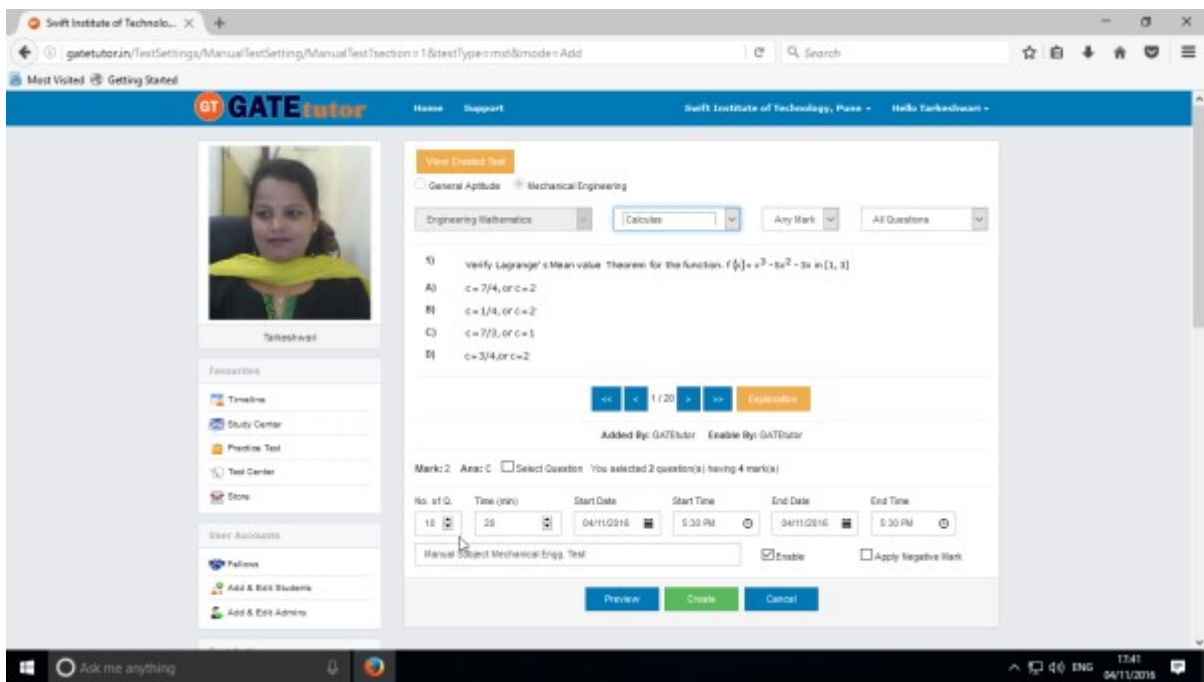 Swift Institute of Technolo...
gatetutor.in/TestSettings/ManualTestSetting/ManualTest?section=1&testType=mst&mode=Add
Search
Most Visited Getting Started
GT GATEtutor Home Support Swift Institute of Technology, Pune Hello Tarkeshwari
View Created Test
General Aptitude Mechanical Engineering
Engineering Mathematics Calculus Any Mark All Questions
1) Verify Lagrange's Mean value Theorem for the function. f(x)= x³ - 5x² - 3x in [1, 3]
A) c = 7/4, or c = 2
B) c = 1/4, or c = 2
C) c = 7/3, or c = 1
D) c = 3/4,or c=2
Tarkeshwari
<< < 1 / 20 > >> Explanation
Added By: GATEtutor Enable By: GATEtutor
Mark: 2 Ans: C Select Question You selected 2 question(s) having 4 mark(s)
No. of Q. Time (min) Start Date Start Time End Date End Time
10 20 04/11/2016 5:30 PM 04/11/2016 5:30 PM
Manual Subject Mechanical Engg. Test Enable Apply Negative Mark
Preview Create Cancel
Favourites
Timeline
Study Center
Practice Test
Test Center
Store
User Accounts
Fellows
Add & Edit Students
Add & Edit Admins
Ask me anything
ENG 17:41
04/11/2016